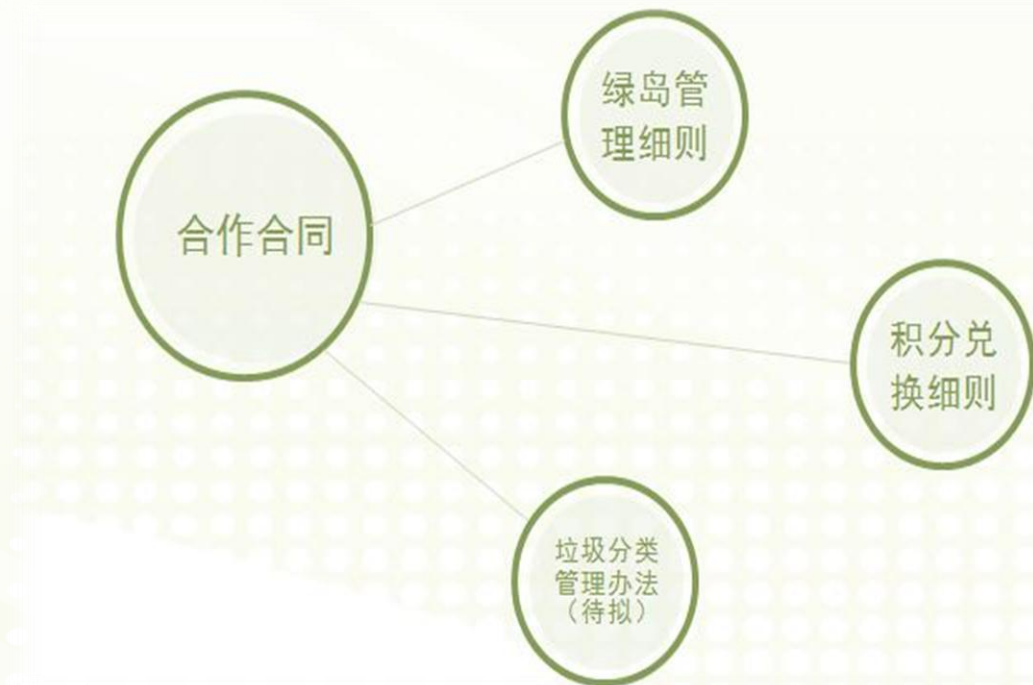 绿岛管
理细则
合作合同
积分兑
换细则
垃圾分类
管理办法
（待拟）